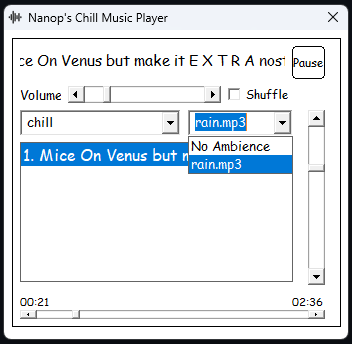 Nanop's Chill Music Player
ce On Venus but make it E X T R A nost
Pause
Volume
Shuffle
chill
rain.mp3
No Ambience
rain.mp3
1. Mice On Venus but m
00:21
02:36